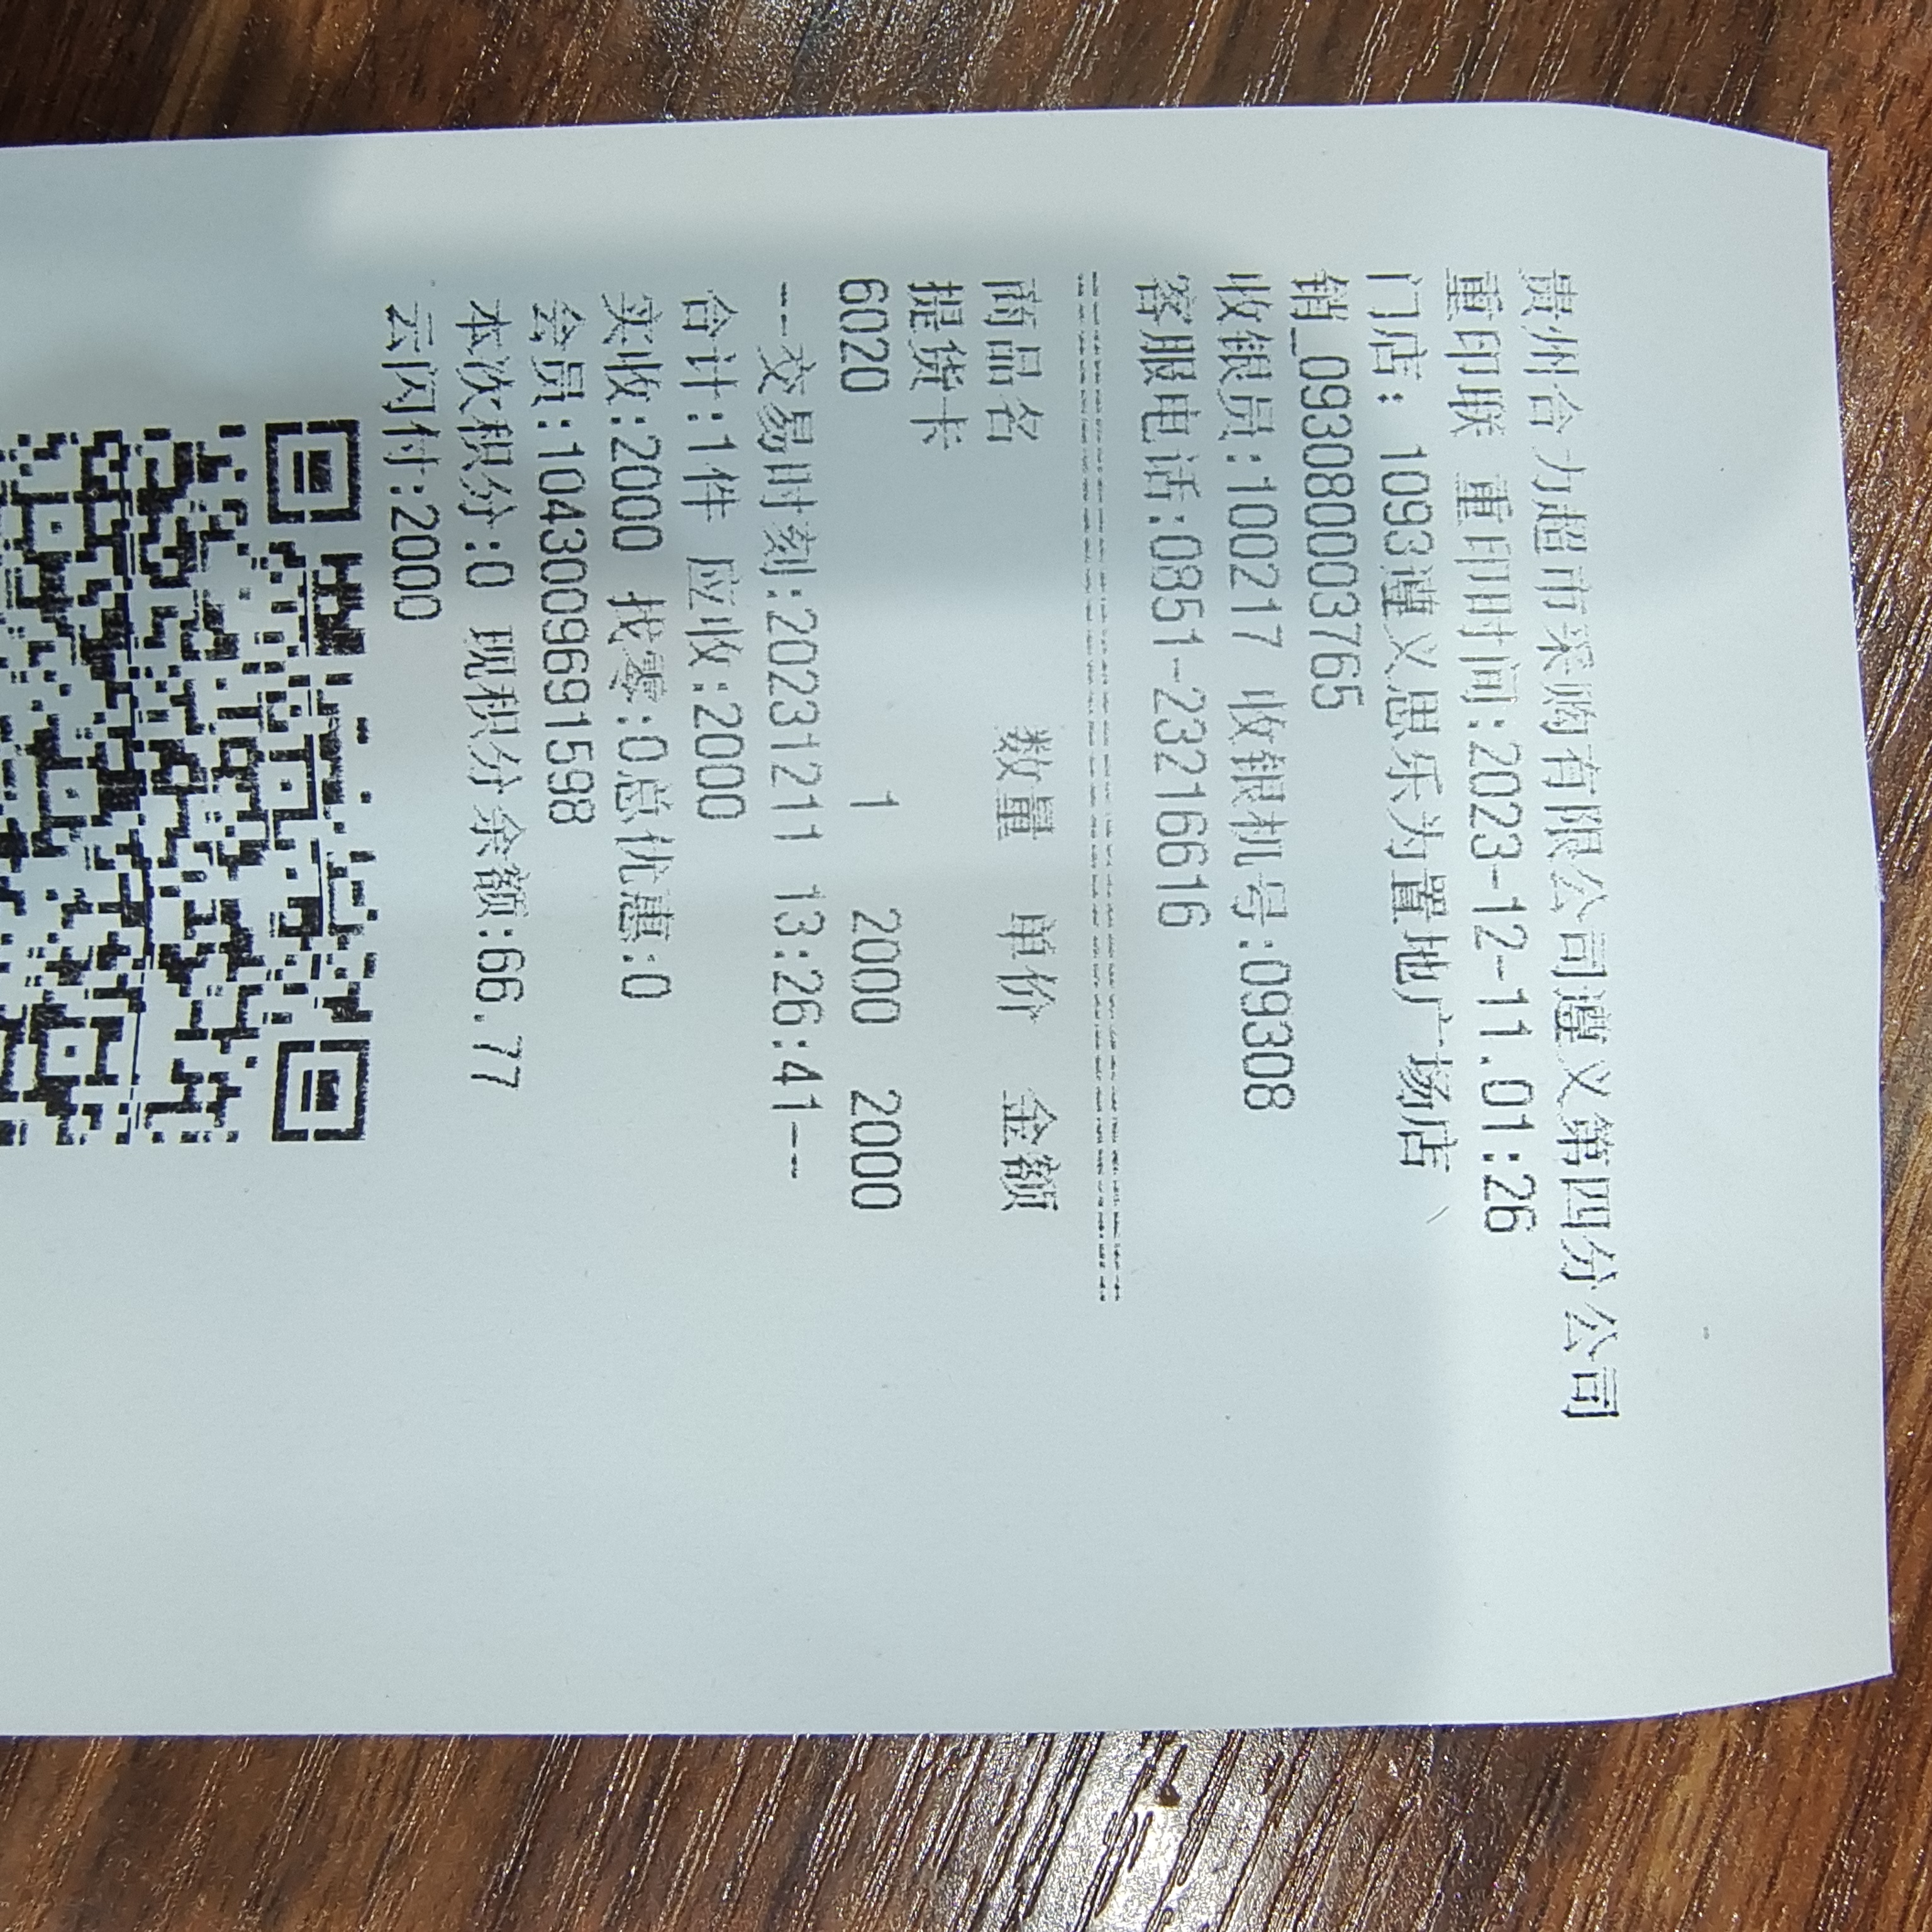 贵州合力超市采购有限公司遵义第四分公司
重印联 重印时间:2023-12-11.01:26
门店: 1093遵义思乐为置地广场店
销_0930800003765
收银员:100217 收银机号:09308
客服电话:0851-23216616
商品名 数量 单价 金额
提货卡
6020 1 2000 2000
--交易时刻:20231211 13:26:41--
合计:1件 应收:2000
实收:2000 找零:0总优惠:0
会员:1043009691598
本次积分:0 现积分余额:66.77
云闪付:2000